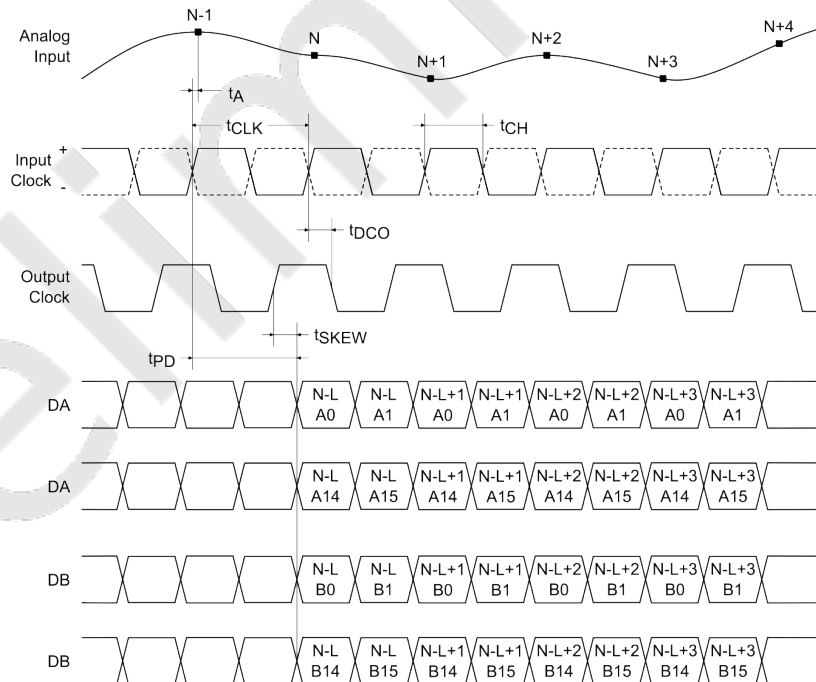 N-1
N
N+1
N+2
N+3
N+4
Analog
Input
tA
tCLK
tCH
Input
Clock
+
-
tDCO
Output
Clock
tSKEW
tPD
DA
N-L N-L N-L+1 N-L+1 N-L+2 N-L+2 N-L+3 N-L+3
A0 A1 A0 A1 A0 A1 A0 A1
DA
N-L N-L N-L+1 N-L+1 N-L+2 N-L+2 N-L+3 N-L+3
A14 A15 A14 A15 A14 A15 A14 A15
DB
N-L N-L N-L+1 N-L+1 N-L+2 N-L+2 N-L+3 N-L+3
B0 B1 B0 B1 B0 B1 B0 B1
DB
N-L N-L N-L+1 N-L+1 N-L+2 N-L+2 N-L+3 N-L+3
B14 B15 B14 B15 B14 B15 B14 B15
elim